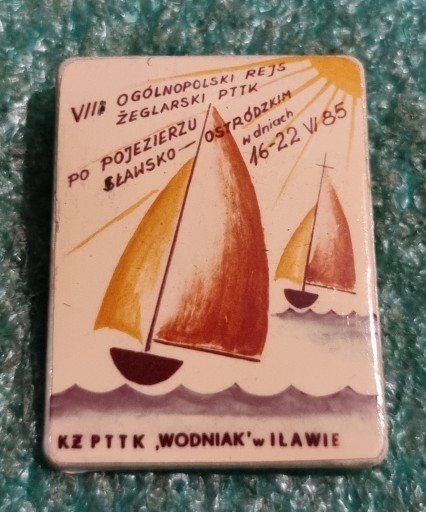 VIII OGÓLNOPOLSKI REJS
ŻEGLARSKI PTTK
PO POJEZIERZU
SŁAWSKO — OSTRÓDZKIM
w dniach
16-22 VI 85
KŻ PTTK ,WODNIAK' w IŁAWIE